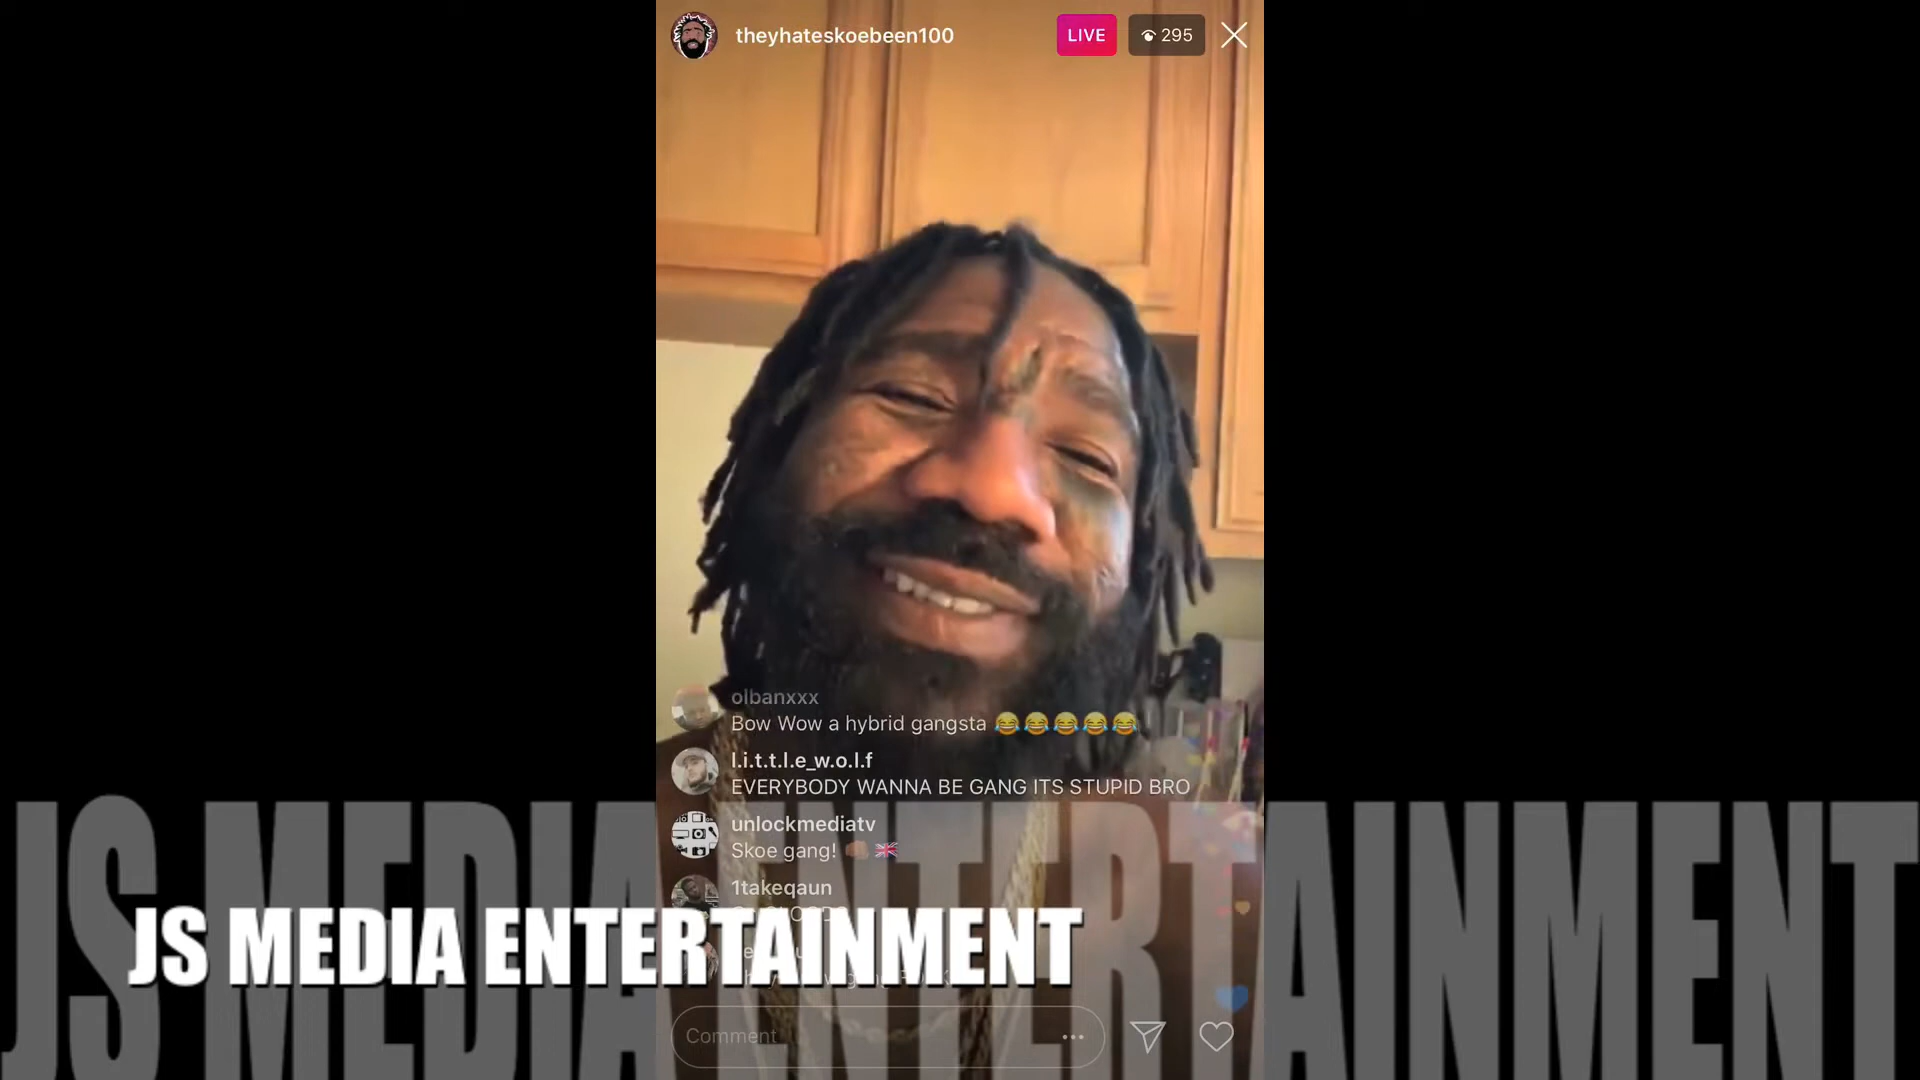 theyhateskoebeen100
LIVE
295
olbanxxx
Bow Wow a hybrid gangsta 😂😂😂😂😂
l.i.t.t.l.e_w.o.l.f
EVERYBODY WANNA BE GANG ITS STUPID BRO
unlockmediatv
Skoe gang! 👊🏾 🇬🇧
1takeqaun
JS MEDIA ENTERTAINMENT
JS MEDIA ENTERTAINMENT
Comment